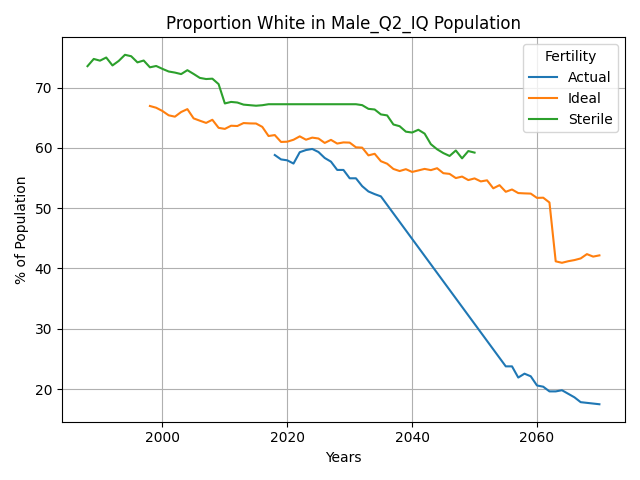 Proportion White in Male_Q2_IQ Population
Fertility
Actual
Ideal
Sterile
% of Population
70
60
50
40
30
20
2000
2020
2040
2060
Years